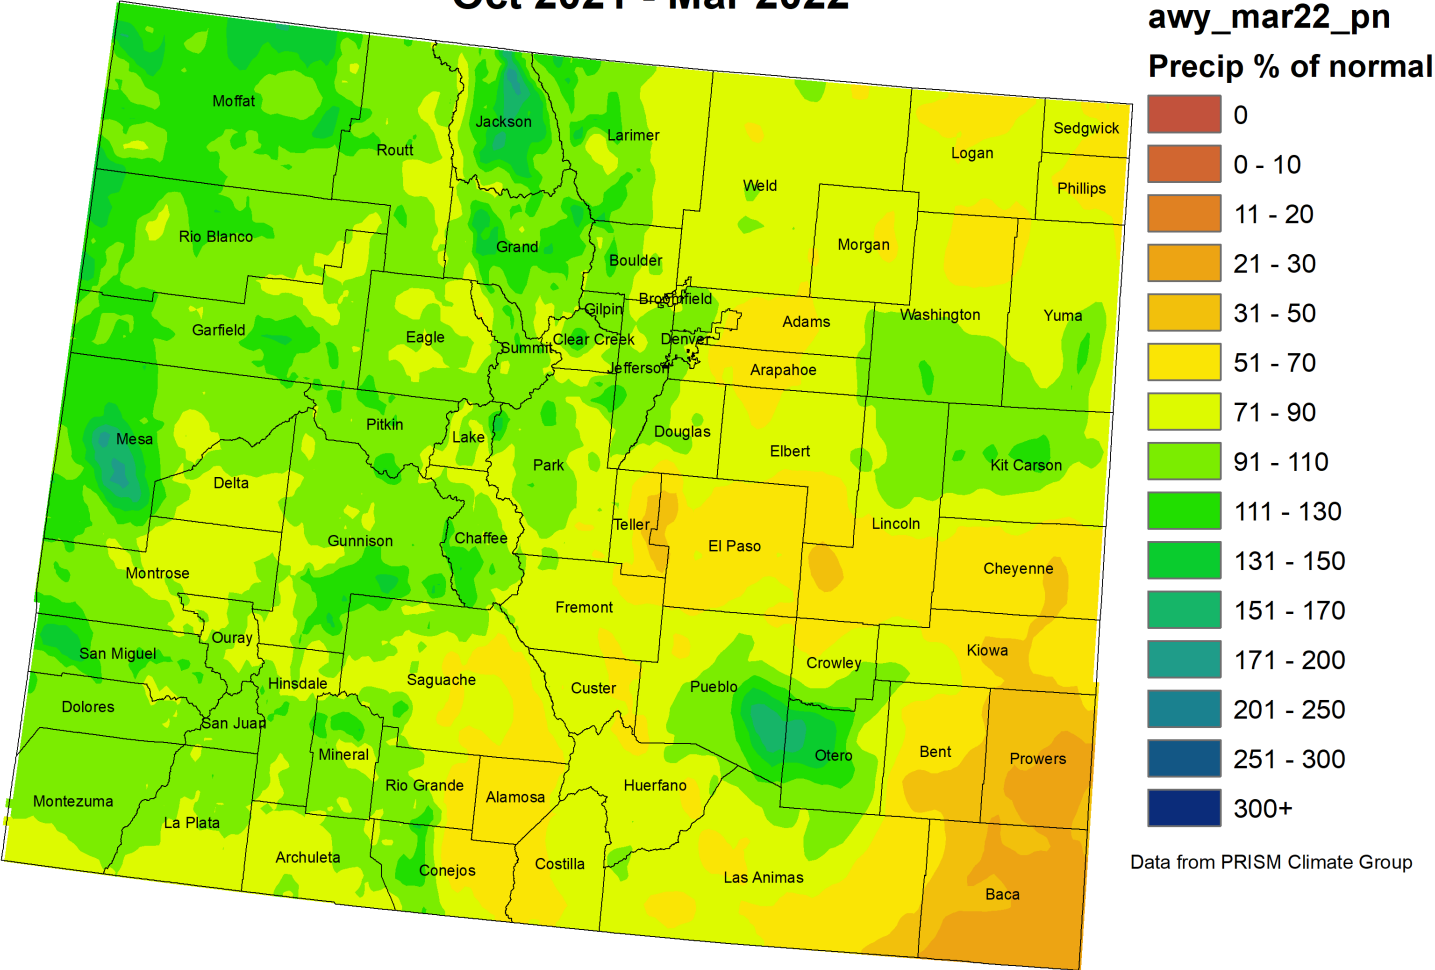 Oct 2021 - Mar 2022
awy_mar22_pn
Precip % of normal
0
0 - 10
11 - 20
21 - 30
31 - 50
51 - 70
71 - 90
91 - 110
111 - 130
131 - 150
151 - 170
171 - 200
201 - 250
251 - 300
300+
Data from PRISM Climate Group
Moffat
Routt
Jackson
Larimer
Weld
Logan
Sedgwick
Phillips
Rio Blanco
Grand
Boulder
Morgan
Broomfield
Gilpin
Garfield
Eagle
Summit
Clear Creek
Denver
Adams
Washington
Yuma
Jefferson
Arapahoe
Mesa
Pitkin
Lake
Park
Douglas
Elbert
Kit Carson
Delta
Gunnison
Chaffee
Teller
El Paso
Lincoln
Cheyenne
Montrose
Fremont
Ouray
San Miguel
Hinsdale
Saguache
Custer
Pueblo
Crowley
Kiowa
Dolores
San Juan
Mineral
Rio Grande
Alamosa
Huerfano
Otero
Bent
Prowers
Montezuma
La Plata
Archuleta
Conejos
Costilla
Las Animas
Baca